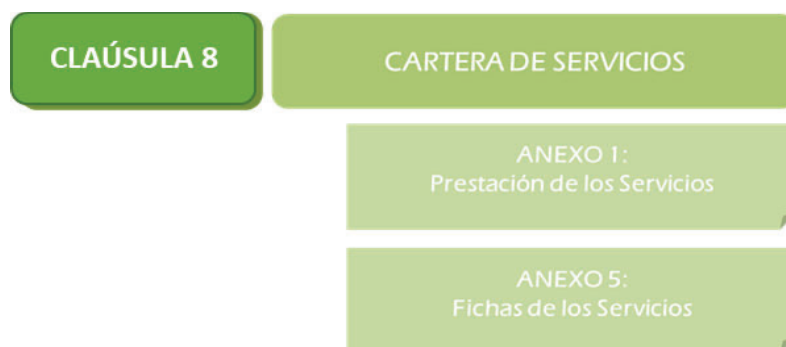 CLAÚSULA 8
CARTERA DE SERVICIOS
ANEXO 1:
Prestación de los Servicios
ANEXO 5:
Fichas de los Servicios